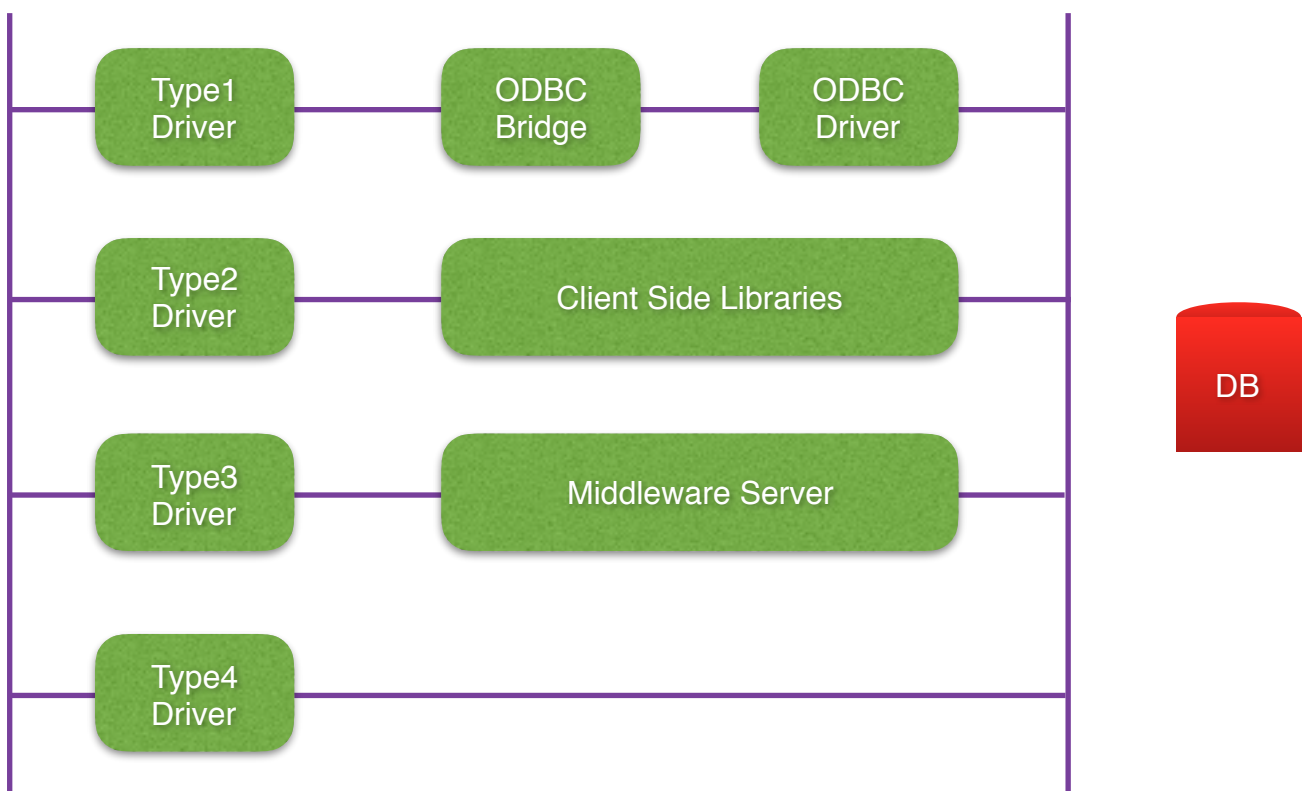 Type1
Driver
ODBC
Bridge
ODBC
Driver
Type2
Driver
Client Side Libraries
DB
Type3
Driver
Middleware Server
Type4
Driver